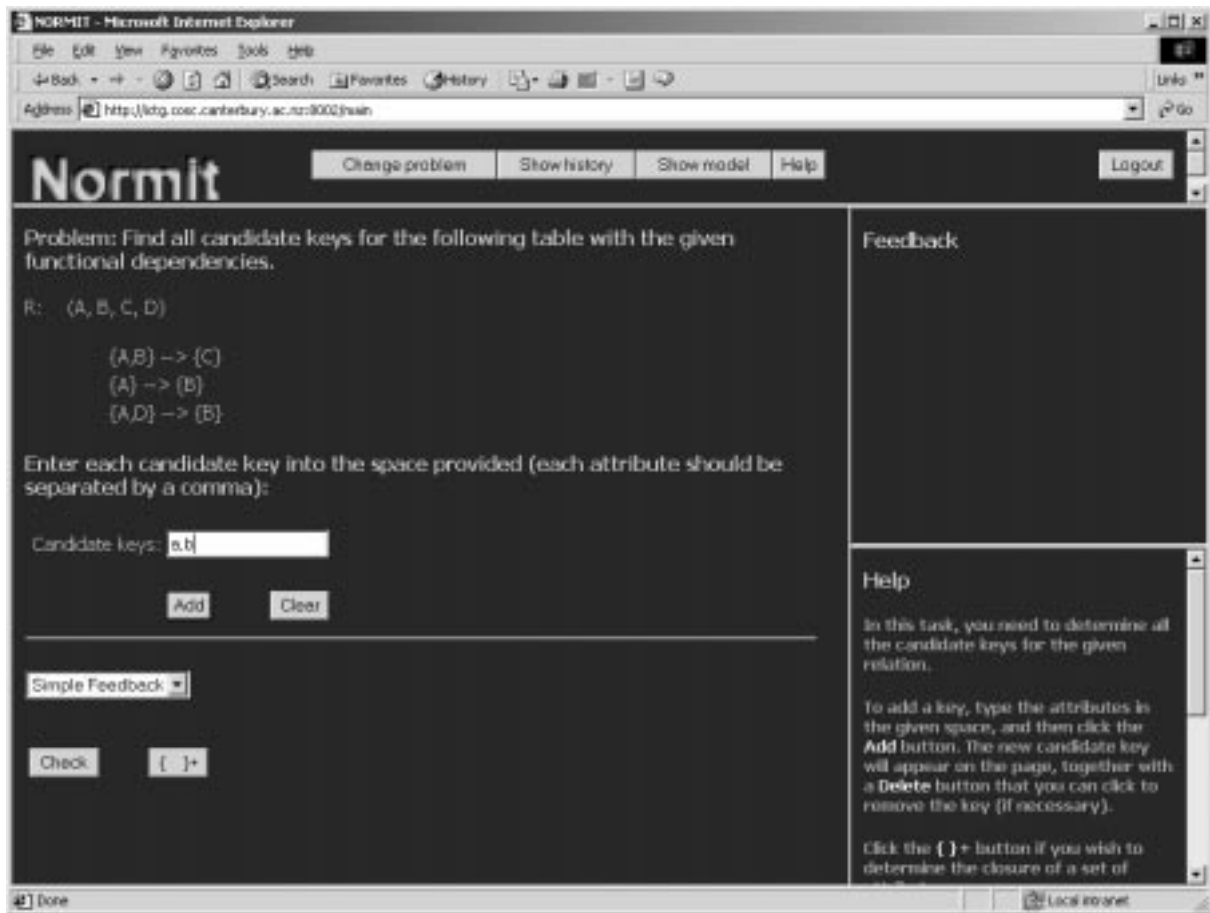 NORMIT - Microsoft Internet Explorer
File Edit View Favorites Tools Help
Back Search Favorites History Links »
Address http://ictg.cosc.canterbury.ac.nz:8002/main Go
Normit Change problem Show history Show model Help Logout
Problem: Find all candidate keys for the following table with the given
functional dependencies.
R: (A, B, C, D)
{A,B} --> {C}
{A} --> {B}
{A,D} --> {B}
Enter each candidate key into the space provided (each attribute should be
separated by a comma):
Candidate keys: a,b
Add Clear
Simple Feedback
Check { }+
Feedback
Help
In this task, you need to determine all
the candidate keys for the given
relation.
To add a key, type the attributes in
the given space, and then click the
Add button. The new candidate key
will appear on the page, together with
a Delete button that you can click to
remove the key (if necessary).
Click the { }+ button if you wish to
determine the closure of a set of
Done Local intranet